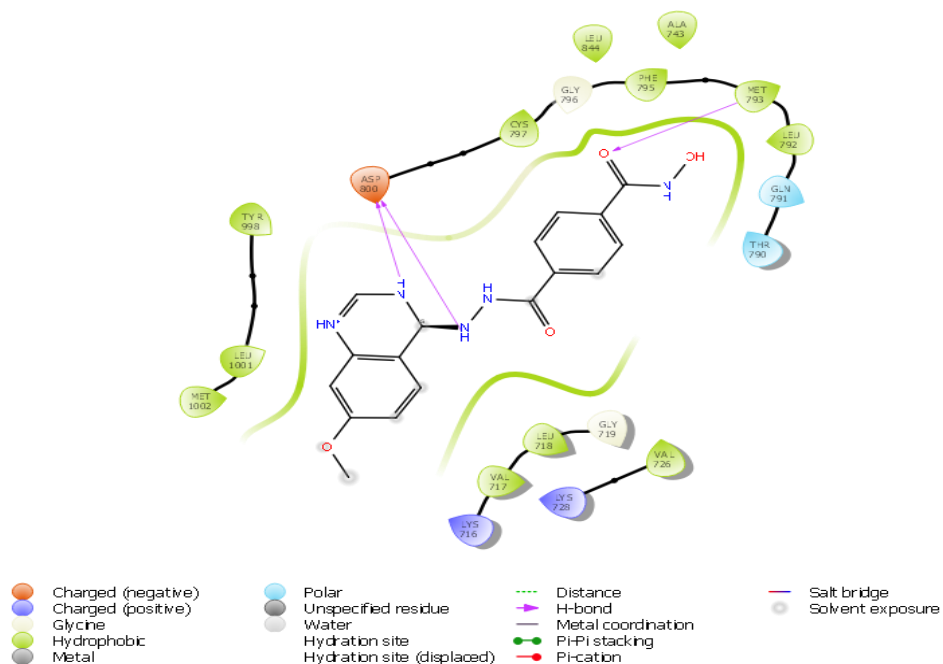 LEU
844
ALA
743
GLY
796
PHE
795
MET
793
CYS
797
LEU
792
ASP
800
GLN
791
TYR
998
THR
790
O
OH
N
H
H
N
H
N
HN+
N
H
O
LEU
1001
MET
1002
O
LEU
718
GLY
719
VAL
717
VAL
726
LYS
716
LYS
728
Charged (negative)
Charged (positive)
Glycine
Hydrophobic
Metal
Polar
Unspecified residue
Water
Hydration site
Hydration site (displaced)
Distance
H-bond
Metal coordination
Pi-Pi stacking
Pi-cation
Salt bridge
Solvent exposure